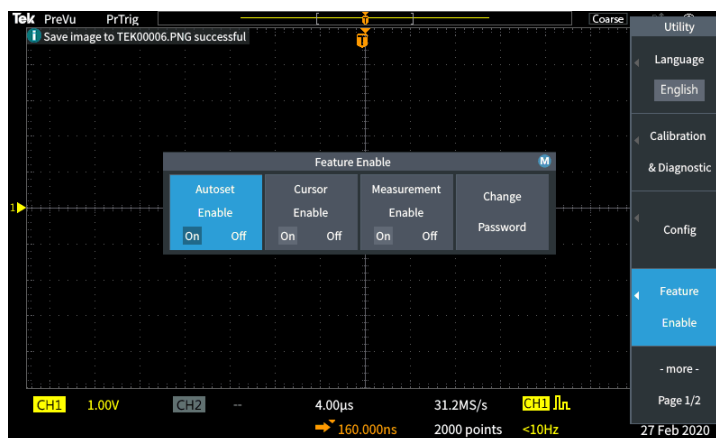 Tek PreVu PrTrig Coarse
Save image to TEK00006.PNG successful
Utility
Language
English
Calibration
& Diagnostic
Config
Feature
Enable
- more -
Page 1/2
Feature Enable M
Autoset
Enable
On Off
Cursor
Enable
On Off
Measurement
Enable
On Off
Change
Password
T
1
CH1 1.00V CH2 -- 4.00µs 31.2MS/s CH1
160.000ns 2000 points <10Hz 27 Feb 2020